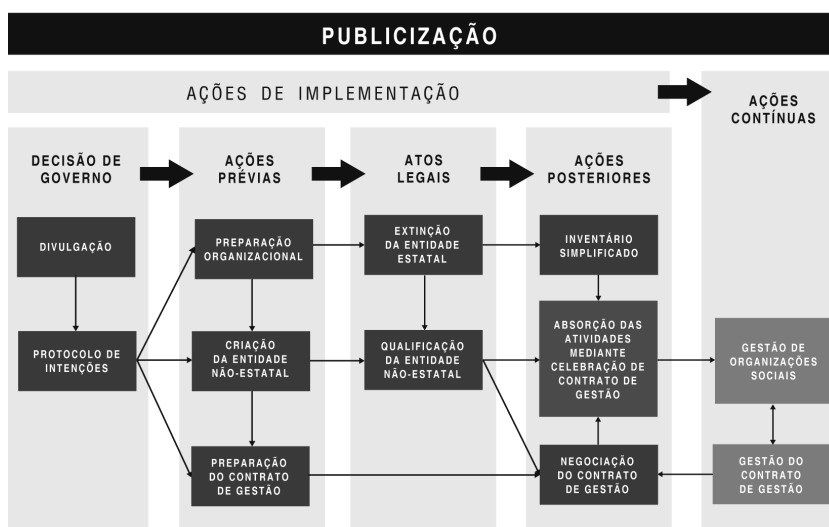 PUBLICIZAÇÃO
AÇÕES DE IMPLEMENTAÇÃO
AÇÕES
CONTÍNUAS
DECISÃO DE
GOVERNO
AÇÕES
PRÉVIAS
ATOS
LEGAIS
AÇÕES
POSTERIORES
DIVULGAÇÃO
PREPARAÇÃO
ORGANIZACIONAL
EXTINÇÃO
DA ENTIDADE
ESTATAL
INVENTÁRIO
SIMPLIFICADO
PROTOCOLO DE
INTENÇÕES
CRIAÇÃO
DA ENTIDADE
NÃO-ESTATAL
QUALIFICAÇÃO
DA ENTIDADE
NÃO-ESTATAL
ABSORÇÃO DAS
ATIVIDADES
MEDIANTE
CELEBRAÇÃO DE
CONTRATO DE
GESTÃO
GESTÃO DE
ORGANIZAÇÕES
SOCIAIS
PREPARAÇÃO
DO CONTRATO
DE GESTÃO
NEGOCIAÇÃO
DO CONTRATO
DE GESTÃO
GESTÃO DO
CONTRATO
DE GESTÃO